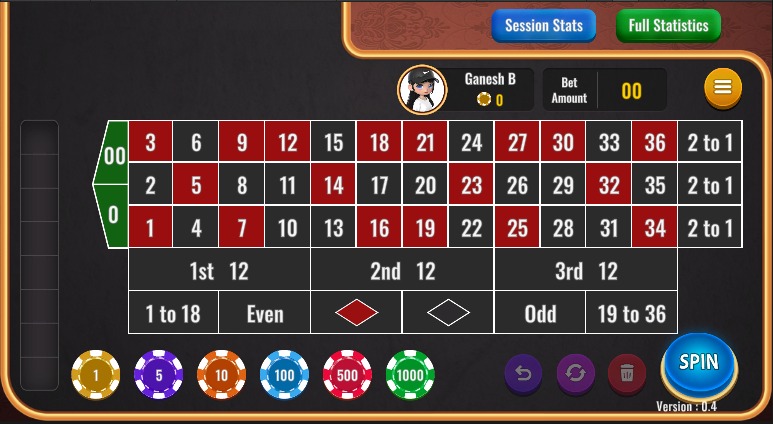 Session Stats Full Statistics
Ganesh B
0
Bet Amount 00
00 3 6 9 12 15 18 21 24 27 30 33 36 2 to 1
2 5 8 11 14 17 20 23 26 29 32 35 2 to 1
0 1 4 7 10 13 16 19 22 25 28 31 34 2 to 1
1st 12 2nd 12 3rd 12
1 to 18 Even Odd 19 to 36
1 5 10 100 500 1000 SPIN
Version : 0.4